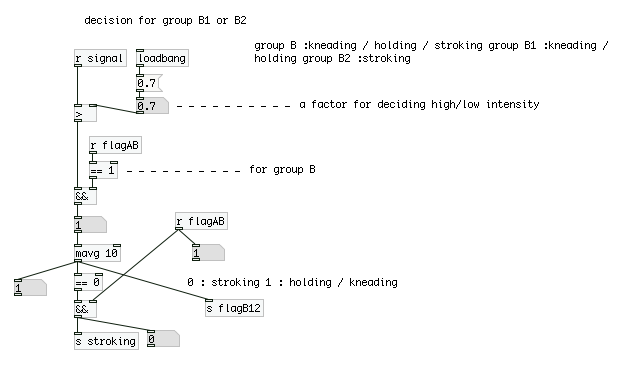 decision for group B1 or B2
group B :kneading / holding / stroking group B1 :kneading /
holding group B2 :stroking
r signal
loadbang
0.7
0.7
a factor for deciding high/low intensity
>
r flagAB
== 1
for group B
&&
1
r flagAB
1
mavg 10
1
== 0
0 : stroking 1 : holding / kneading
&&
s flagB12
s stroking
0